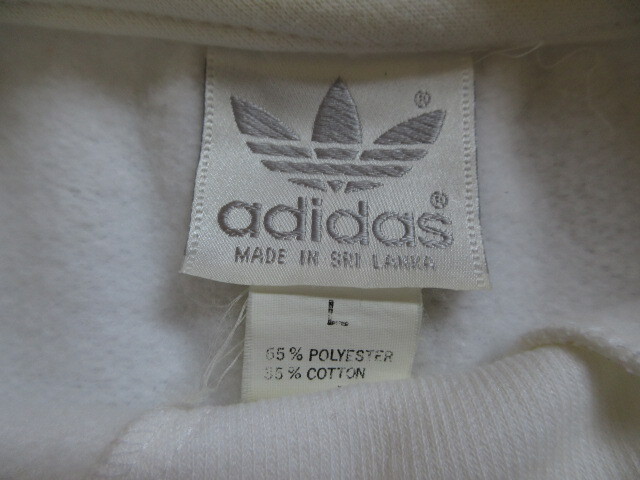 ®
adidas®
MADE IN SRI LANKA
L
65% POLYESTER
35% COTTON